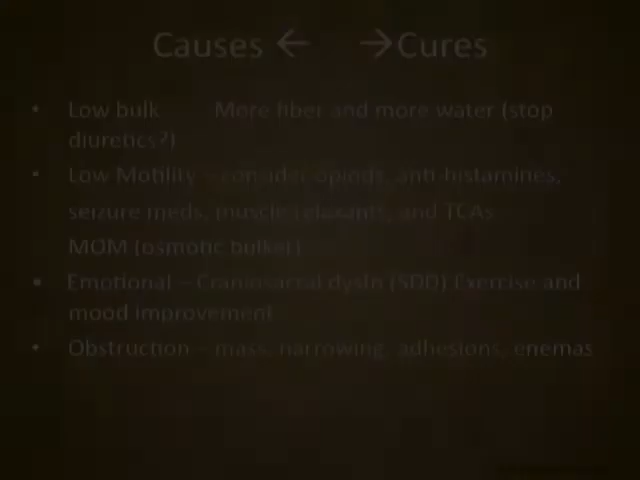 Causes ← →Cures
• Low bulk More fiber and more water (stop
diuretics?)
• Low Motility – consider opiods, anti-histamines,
seizure meds, muscle relaxants, and TCAs
MOM (osmotic bulker)
• Emotional – Craniosacral dysfn (SDD) Exercise and
mood improvement
• Obstruction – mass, narrowing, adhesions, enemas